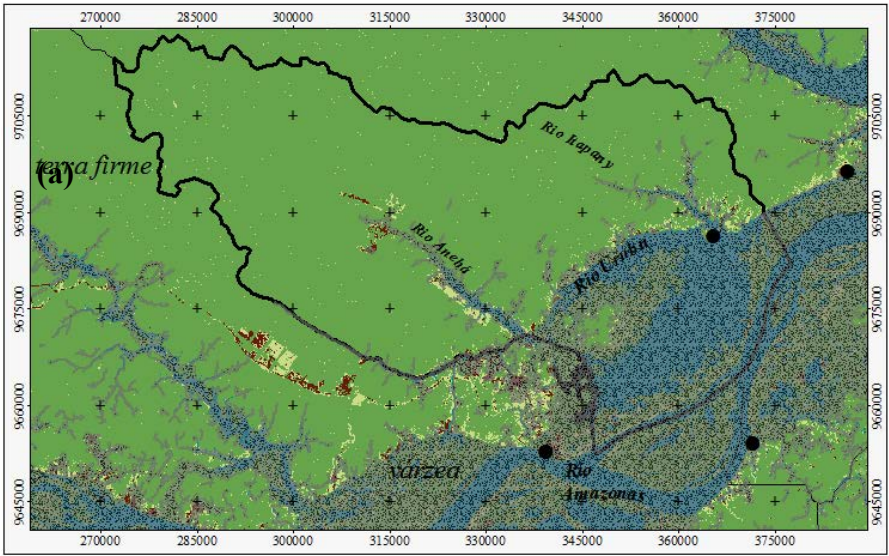 270000 285000 300000 315000 330000 345000 360000 375000
9705000 9705000
Rio Itapany
terra firme
(a)
9690000 9690000
Rio Anebá
Rio Urubu
9675000 9675000
9660000 9660000
várzea
Rio
Amazonas
9645000 9645000
270000 285000 300000 315000 330000 345000 360000 375000